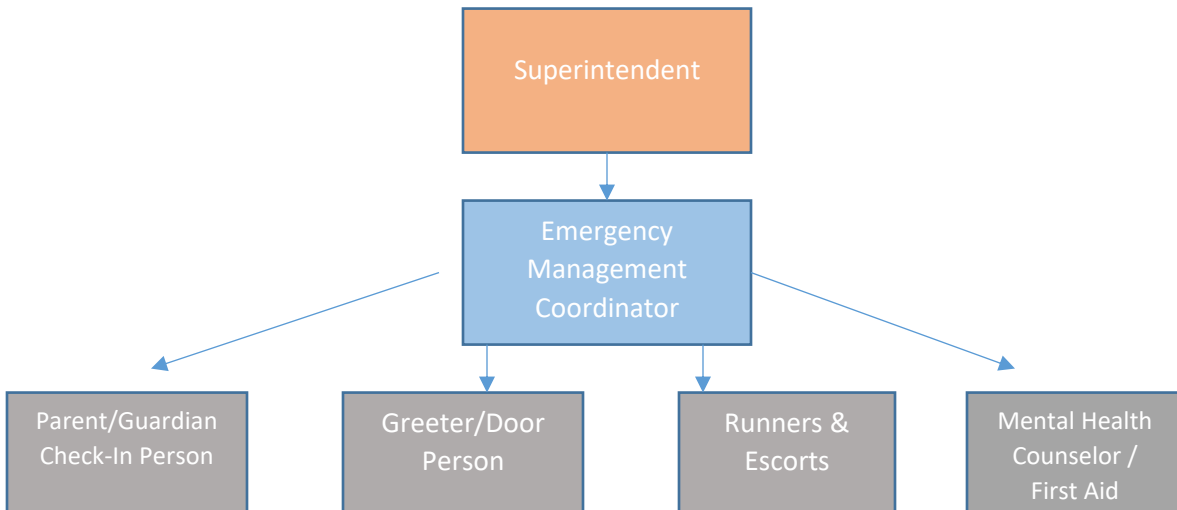 Superintendent
Emergency
Management
Coordinator
Parent/Guardian
Check-In Person
Greeter/Door
Person
Runners &
Escorts
Mental Health
Counselor /
First Aid